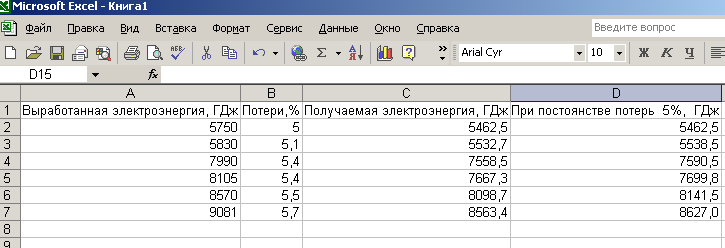 Microsoft Excel - Книга1
Файл Правка Вид Вставка Формат Сервис Данные Окно Справка Введите вопрос
Arial Cyr 10 Ж К Ч
D15 fx
A B C D
1 Выработанная электроэнергия, ГДж Потери,% Получаемая электроэнергия, ГДж При постоянстве потерь 5%, ГДж
2 5750 5 5462,5 5462,5
3 5830 5,1 5532,7 5538,5
4 7990 5,4 7558,5 7590,5
5 8105 5,4 7667,3 7699,8
6 8570 5,5 8098,7 8141,5
7 9081 5,7 8563,4 8627,0
8
9